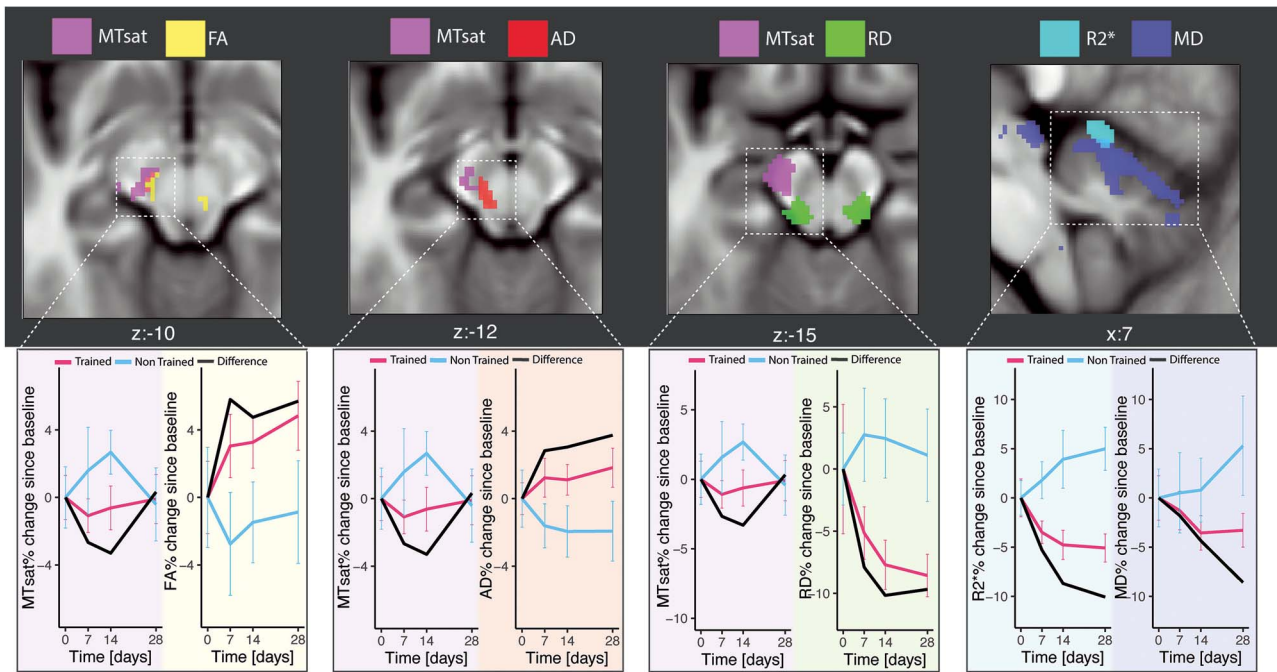 MTsat FA
MTsat AD
MTsat RD
R2* MD
z:-10
z:-12
z:-15
x:7
Trained Non Trained Difference
MTsat% change since baseline
4
0
−4
0 7 14 28
Time [days]
FA% change since baseline
4
0
−4
0 7 14 28
Time [days]
Trained Non Trained Difference
MTsat% change since baseline
4
0
−4
0 7 14 28
Time [days]
AD% change since baseline
4
0
−4
0 7 14 28
Time [days]
Trained Non Trained Difference
MTsat% change since baseline
5
0
−5
−10
0 7 14 28
Time [days]
RD% change since baseline
5
0
−5
−10
0 7 14 28
Time [days]
Trained Non Trained Difference
R2*% change since baseline
5
0
−5
−10
0 7 14 28
Time [days]
MD% change since baseline
5
0
−5
−10
0 7 14 28
Time [days]